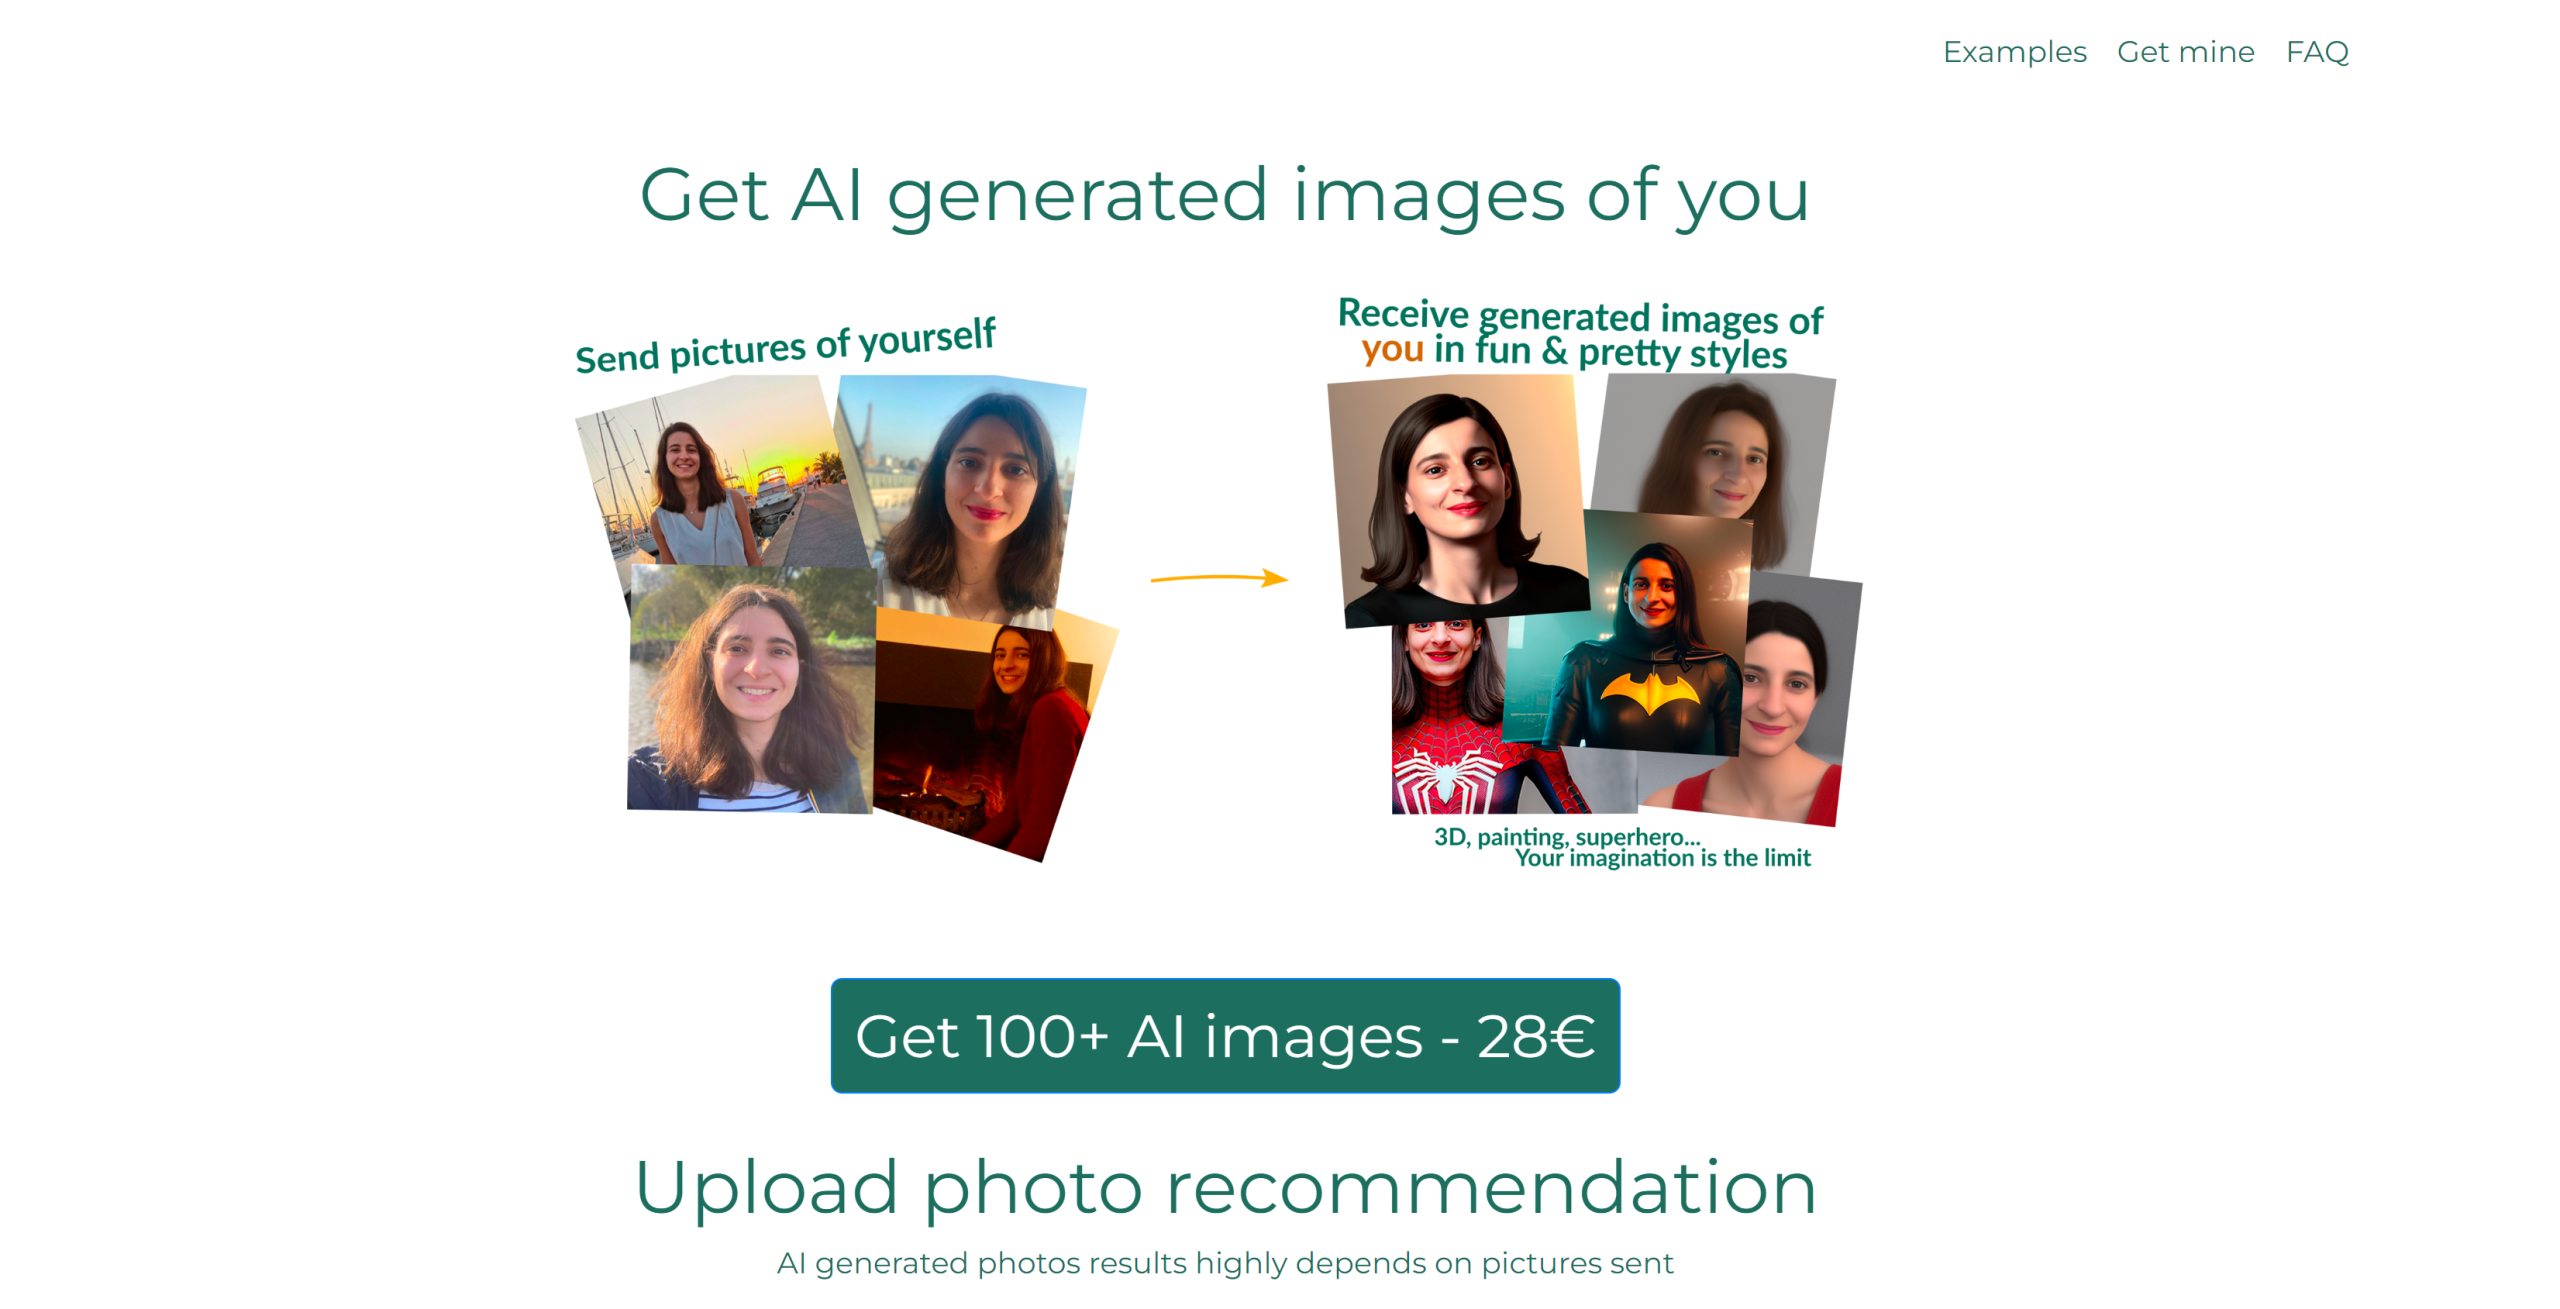 Examples Get mine FAQ
Get AI generated images of you
Send pictures of yourself
Receive generated images of
you in fun & pretty styles
3D, painting, superhero...
Your imagination is the limit
Get 100+ AI images - 28€
Upload photo recommendation
AI generated photos results highly depends on pictures sent